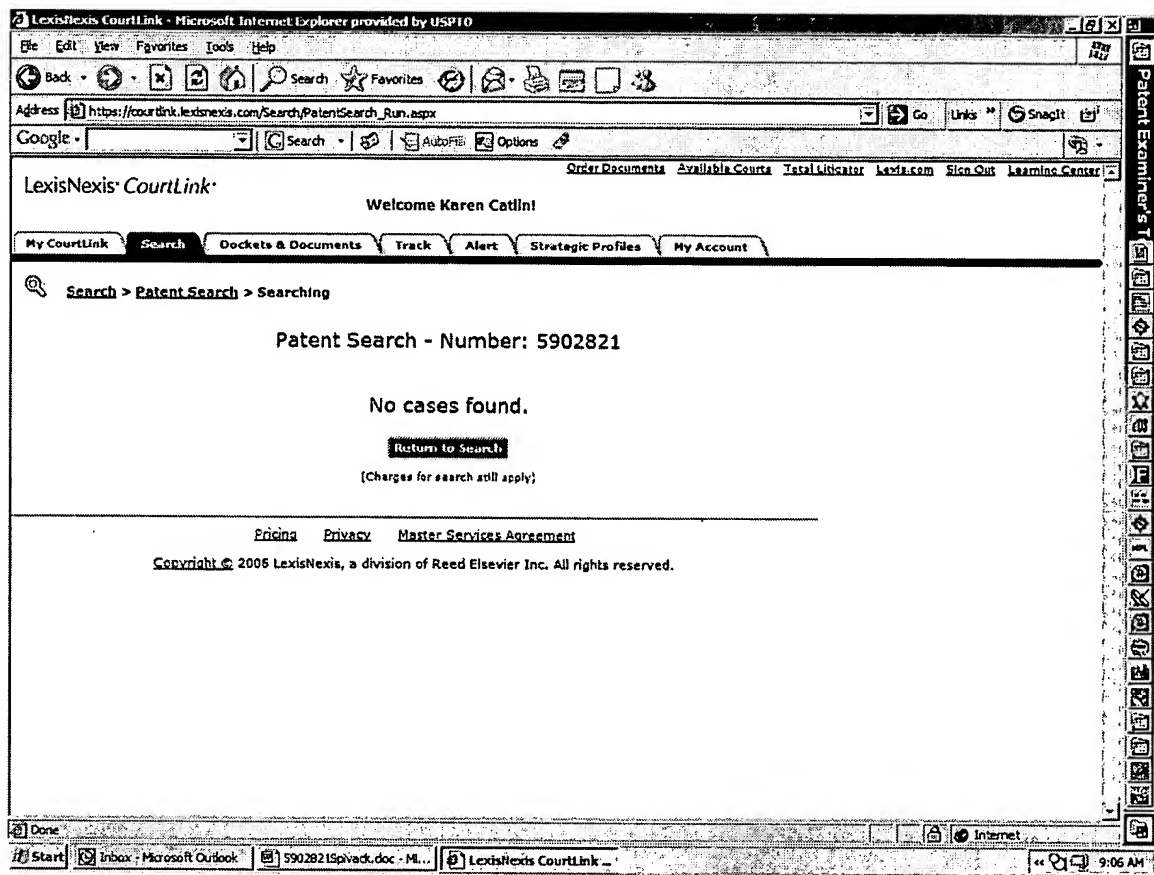 LexisNexis CourtLink - Microsoft Internet Explorer provided by USPTO
File Edit View Favorites Tools Help
Back Search Favorites
Address https://courtlink.lexisnexis.com/Search/PatentSearch_Run.aspx Go Links » SnagIt
Google Search AutoFill Options
Order Documents Available Courts Total Litigator Lexis.com Sign Out Learning Center
LexisNexis CourtLink
Welcome Karen Catlin!
My CourtLink Search Dockets & Documents Track Alert Strategic Profiles My Account
Search > Patent Search > Searching
Patent Search - Number: 5902821
No cases found.
Return to Search
(Charges for search still apply)
Pricing Privacy Master Services Agreement
Copyright © 2006 LexisNexis, a division of Reed Elsevier Inc. All rights reserved.
Patent Examiner's T
Done Internet
Start Inbox - Microsoft Outlook 5902821Spivack.doc - Mi... LexisNexis CourtLink ... « 9:06 AM